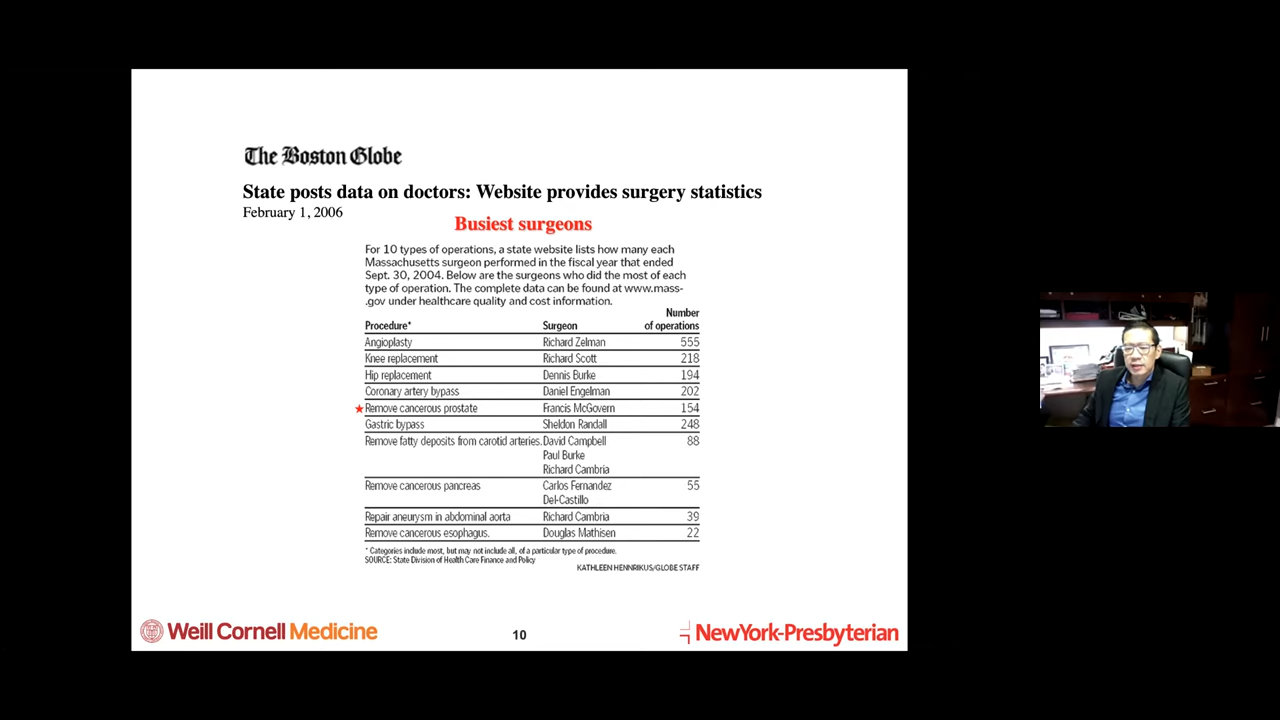 The Boston Globe
State posts data on doctors: Website provides surgery statistics
February 1, 2006
Busiest surgeons
For 10 types of operations, a state website lists how many each
Massachusetts surgeon performed in the fiscal year that ended
Sept. 30, 2004. Below are the surgeons who did the most of each
type of operation. The complete data can be found at www.mass-
.gov under healthcare quality and cost information.
Number
Procedure* Surgeon of operations
Angioplasty Richard Zelman 555
Knee replacement Richard Scott 218
Hip replacement Dennis Burke 194
Coronary artery bypass Daniel Engelman 202
Remove cancerous prostate Francis McGovern 154
Gastric bypass Sheldon Randall 248
Remove fatty deposits from carotid arteries. David Campbell 88
Paul Burke
Richard Cambria
Remove cancerous pancreas Carlos Fernandez 55
Del-Castillo
Repair aneurysm in abdominal aorta Richard Cambria 39
Remove cancerous esophagus. Douglas Mathisen 22
* Categories include most, but may not include all, of a particular type of procedure.
SOURCE: State Division of Health Care Finance and Policy
KATHLEEN HENNRIKUS/GLOBE STAFF
Weill Cornell Medicine 10 NewYork-Presbyterian